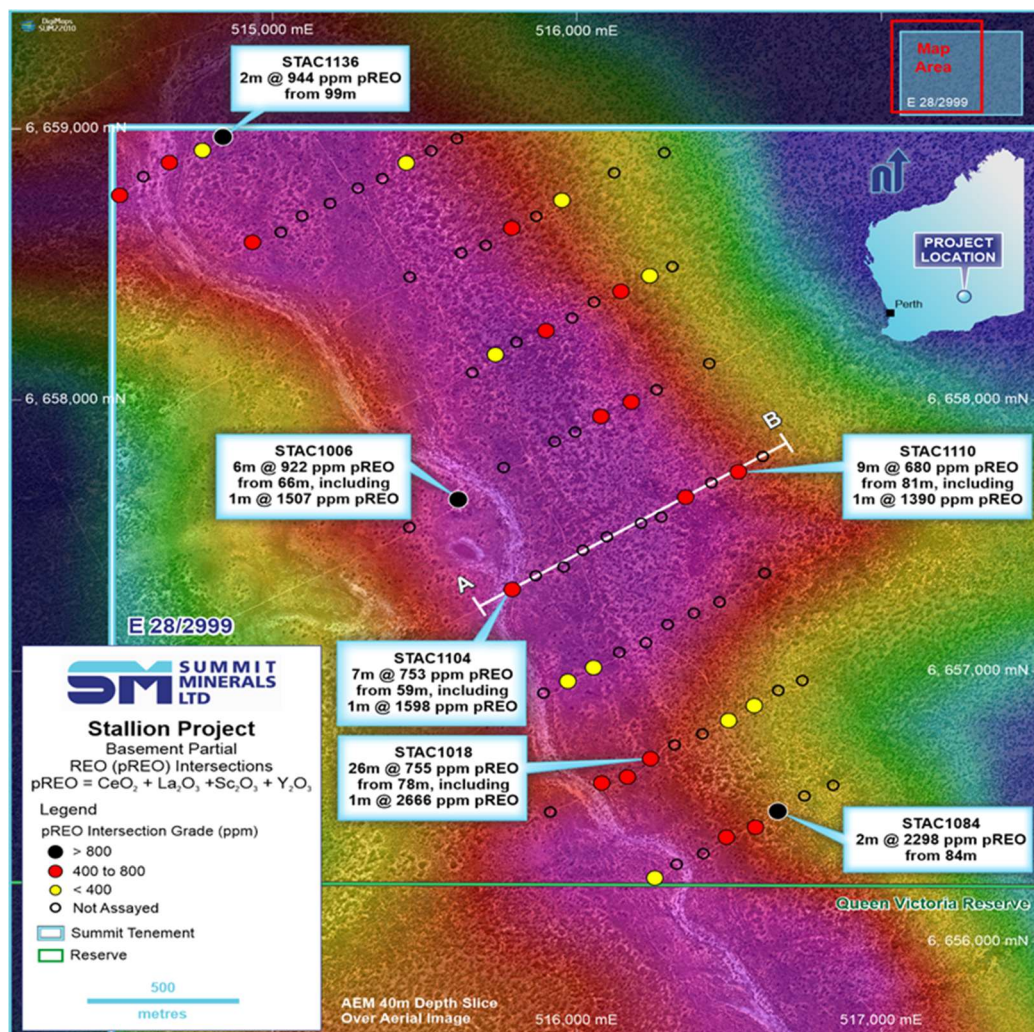 DigiMaps
SUMZ2010
515,000 mE
516,000 mE
STAC1136
2m @ 944 ppm pREO
from 99m
Map
Area
E 28/2999
6, 659,000 mN
n
PROJECT
LOCATION
Perth
6, 658,000 mN
6, 658,000 mN
B
STAC1006
6m @ 922 ppm pREO
from 66m, including
1m @ 1507 ppm pREO
STAC1110
9m @ 680 ppm pREO
from 81m, including
1m @ 1390 ppm pREO
A
E 28/2999
STAC1104
7m @ 753 ppm pREO
from 59m, including
1m @ 1598 ppm pREO
6, 657,000 mN
STAC1018
26m @ 755 ppm pREO
from 78m, including
1m @ 2666 ppm pREO
STAC1084
2m @ 2298 ppm pREO
from 84m
Queen Victoria Reserve
6, 656,000 mN
SM SUMMIT
MINERALS
LTD
Stallion Project
Basement Partial
REO (pREO) Intersections
pREO = CeO₂ + La₂O₃ +Sc₂O₃ + Y₂O₃
Legend
pREO Intersection Grade (ppm)
> 800
400 to 800
< 400
Not Assayed
Summit Tenement
Reserve
500
metres
AEM 40m Depth Slice
Over Aerial Image
516,000 mE
517,000 mE